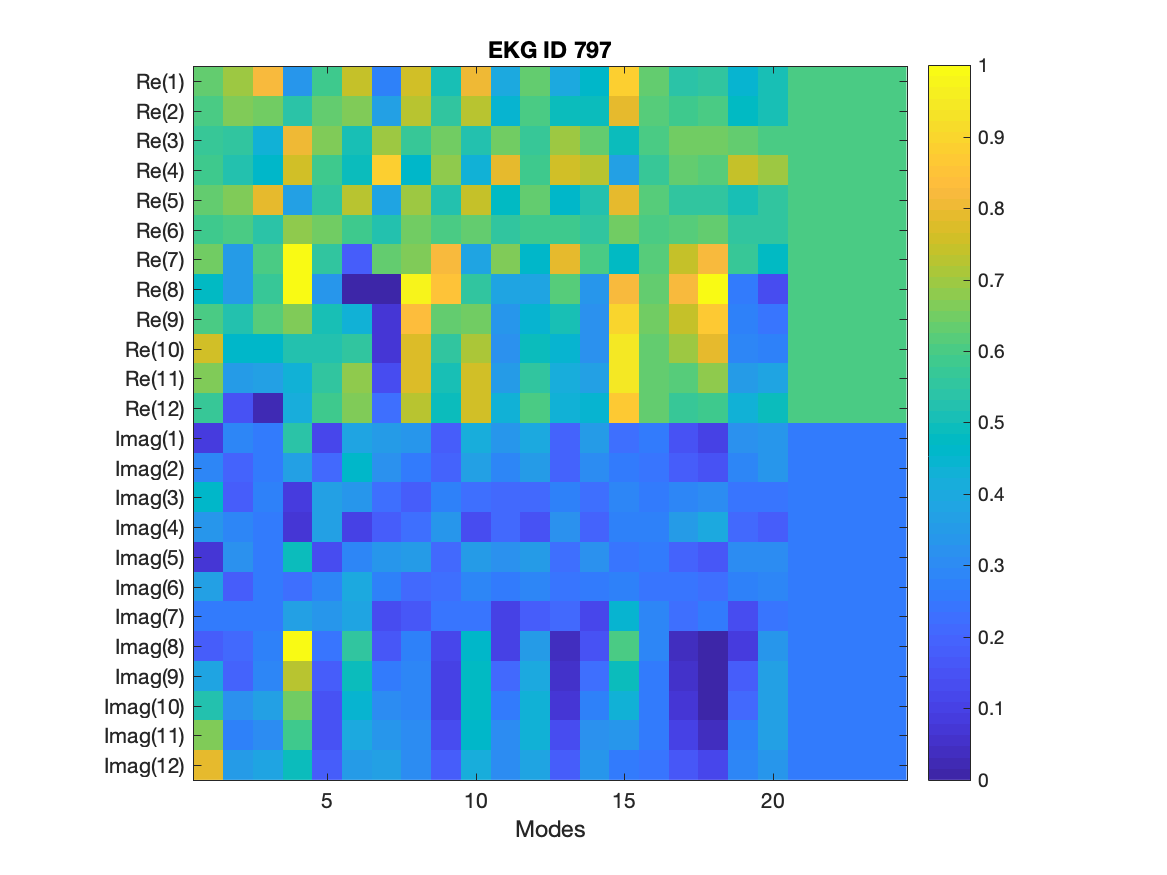 EKG ID 797
Re(1)
Re(2)
Re(3)
Re(4)
Re(5)
Re(6)
Re(7)
Re(8)
Re(9)
Re(10)
Re(11)
Re(12)
Imag(1)
Imag(2)
Imag(3)
Imag(4)
Imag(5)
Imag(6)
Imag(7)
Imag(8)
Imag(9)
Imag(10)
Imag(11)
Imag(12)
5 10 15 20
Modes
1
0.9
0.8
0.7
0.6
0.5
0.4
0.3
0.2
0.1
0